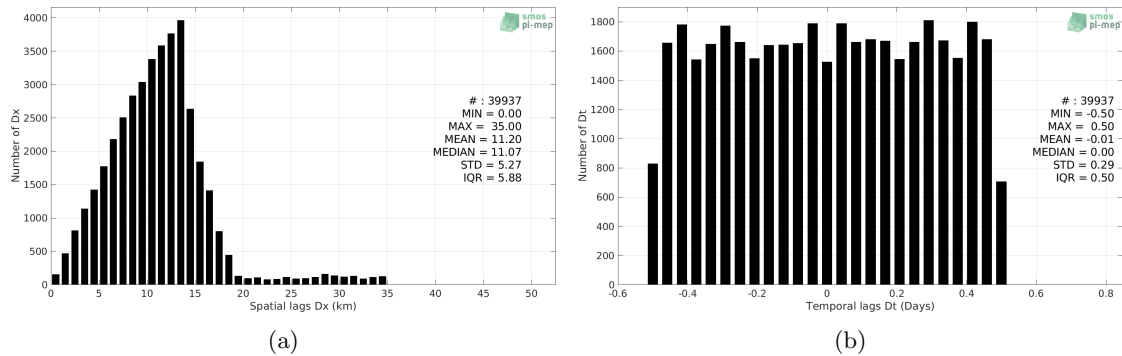 4000
3500
3000
2500
2000
1500
1000
500
0
Number of Dx
0 5 10 15 20 25 30 35 40 45 50
Spatial lags Dx (km)
smos
pi-mep
# : 39937
MIN = 0.00
MAX = 35.00
MEAN = 11.20
MEDIAN = 11.07
STD = 5.27
IQR = 5.88
(a)
1800
1600
1400
1200
1000
800
600
400
200
0
Number of Dt
-0.6 -0.4 -0.2 0 0.2 0.4 0.6 0.8
Temporal lags Dt (Days)
smos
pi-mep
# : 39937
MIN = -0.50
MAX = 0.50
MEAN = -0.01
MEDIAN = 0.00
STD = 0.29
IQR = 0.50
(b)